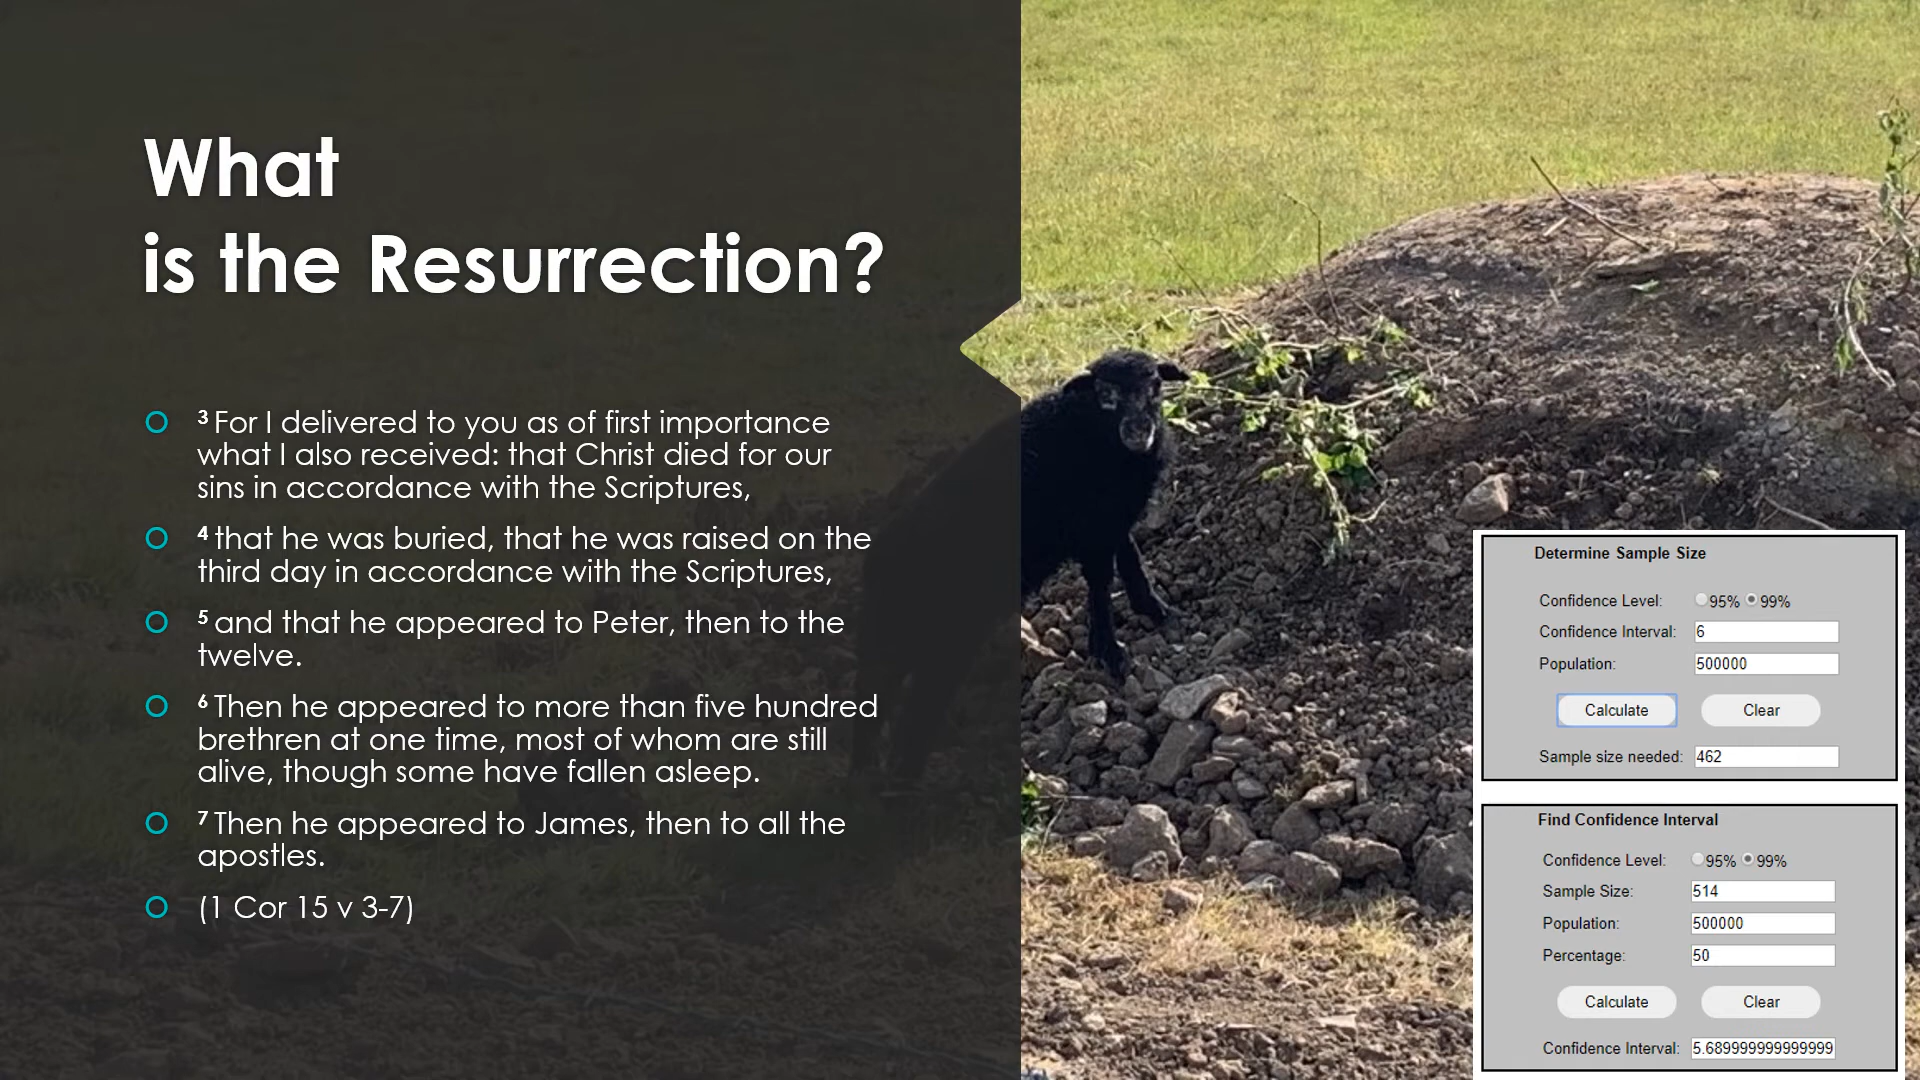 What
is the Resurrection?
3 For I delivered to you as of first importance
what I also received: that Christ died for our
sins in accordance with the Scriptures,
4 that he was buried, that he was raised on the
third day in accordance with the Scriptures,
5 and that he appeared to Peter, then to the
twelve.
6 Then he appeared to more than five hundred
brethren at one time, most of whom are still
alive, though some have fallen asleep.
7 Then he appeared to James, then to all the
apostles.
(1 Cor 15 v 3-7)
Determine Sample Size
Confidence Level: 95% 99%
Confidence Interval: 6
Population: 500000
Calculate Clear
Sample size needed: 462
Find Confidence Interval
Confidence Level: 95% 99%
Sample Size: 514
Population: 500000
Percentage: 50
Calculate Clear
Confidence Interval: 5.689999999999999